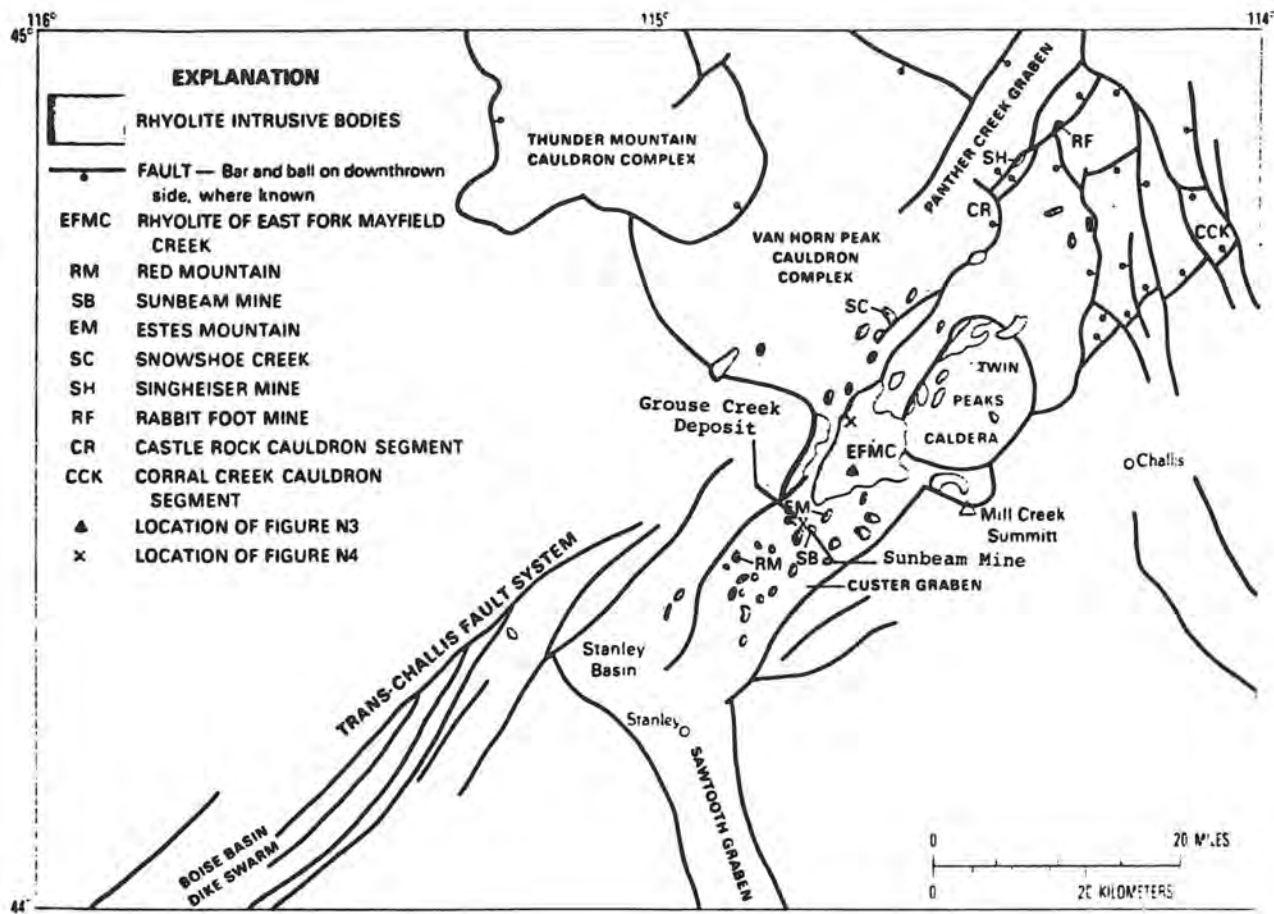 116°
115°
114°
45°
EXPLANATION
RHYOLITE INTRUSIVE BODIES
FAULT — Bar and ball on downthrown
side, where known
EFMC RHYOLITE OF EAST FORK MAYFIELD
CREEK
RM RED MOUNTAIN
SB SUNBEAM MINE
EM ESTES MOUNTAIN
SC SNOWSHOE CREEK
SH SINGHEISER MINE
RF RABBIT FOOT MINE
CR CASTLE ROCK CAULDRON SEGMENT
CCK CORRAL CREEK CAULDRON
SEGMENT
LOCATION OF FIGURE N3
× LOCATION OF FIGURE N4
THUNDER MOUNTAIN
CAULDRON COMPLEX
PANTHER CREEK GRABEN
RF
SH
CR
CCK
VAN HORN PEAK
CAULDRON
COMPLEX
SC
TWIN
PEAKS
CALDERA
Grouse Creek
Deposit
EFMC
Challis
EM
Mill Creek
Summitt
SB
RM
Sunbeam Mine
CUSTER GRABEN
TRANS-CHALLIS FAULT SYSTEM
Stanley
Basin
Stanley
SAWTOOTH GRABEN
BOISE BASIN
DIKE SWARM
0 20 MILES
0 20 KILOMETERS
44°